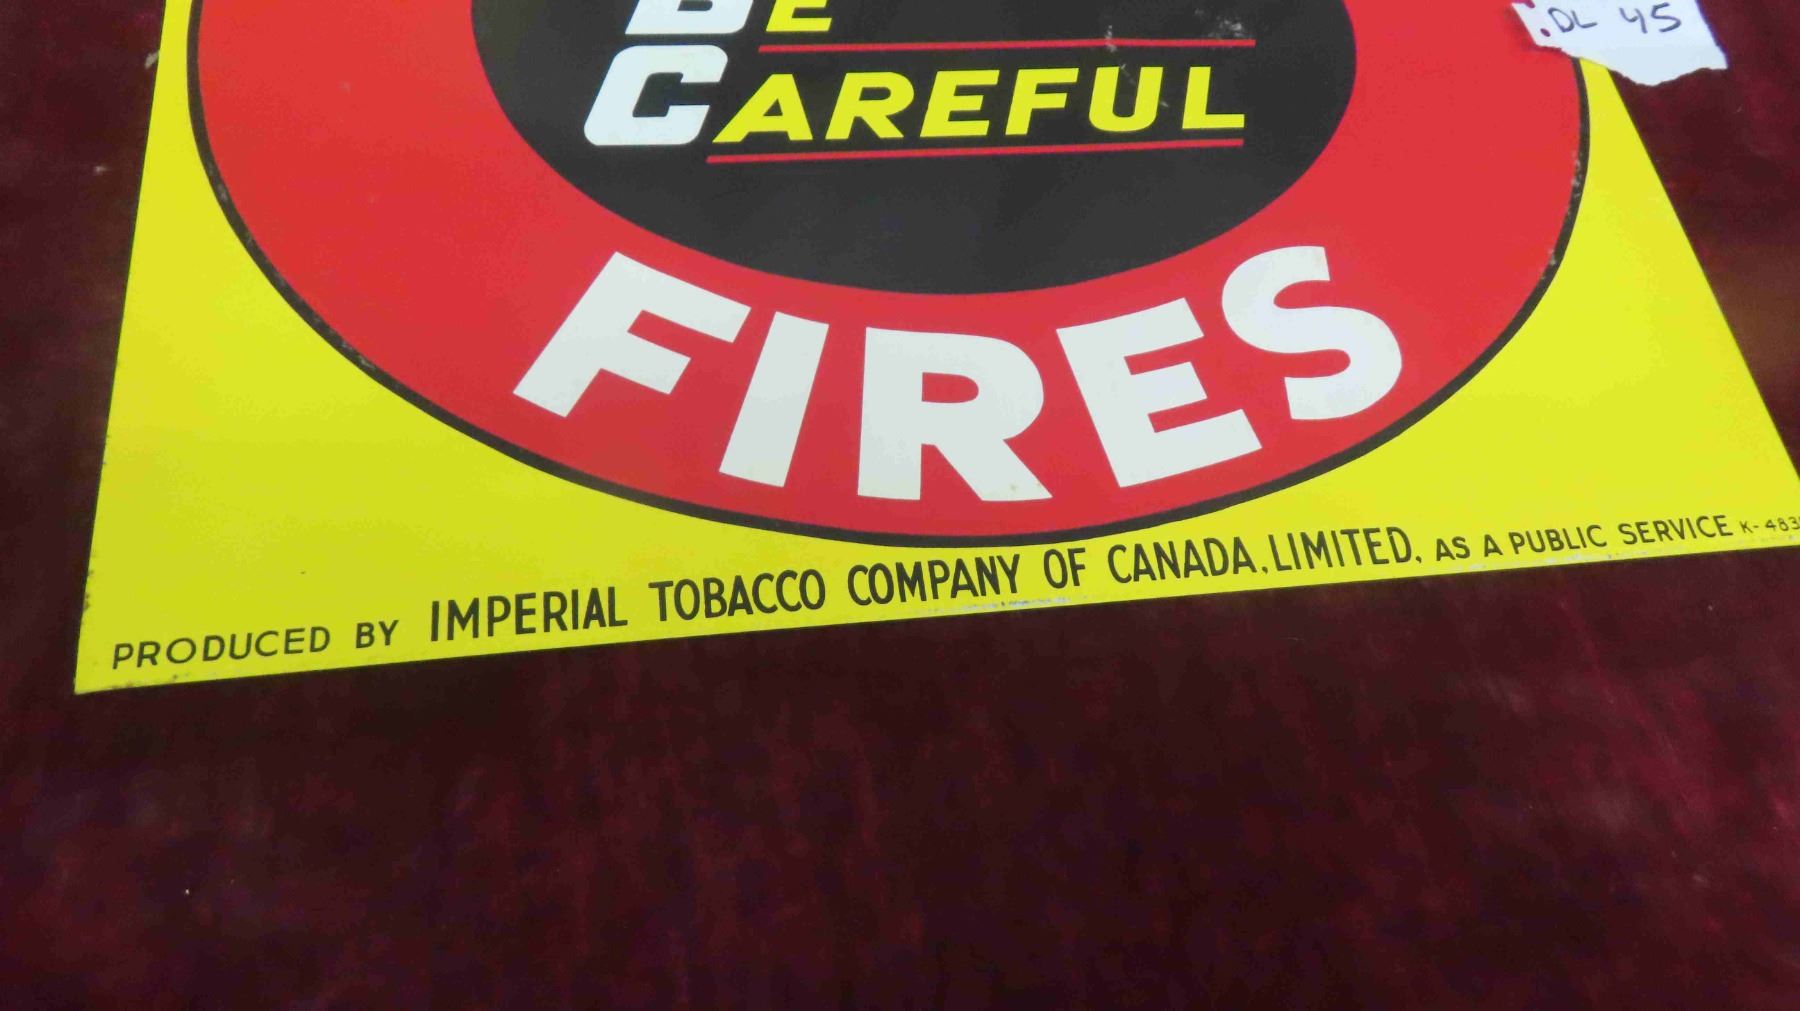 BE
CAREFUL
FIRES
PRODUCED BY IMPERIAL TOBACCO COMPANY OF CANADA, LIMITED, AS A PUBLIC SERVICE
DL 45